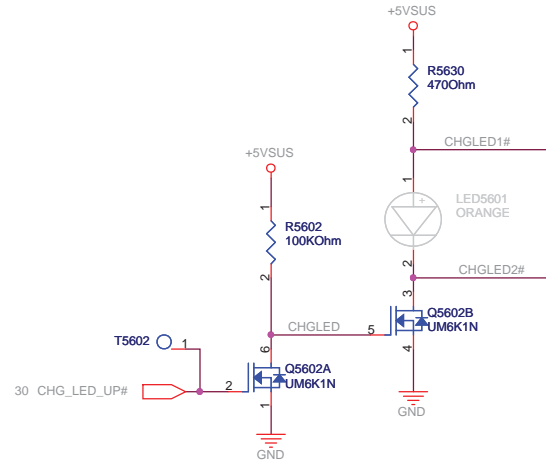 +5VSUS
1
R5630
470Ohm
2
CHGLED1#
+5VSUS
1
LED5601
ORANGE
+
1
R5602
100KOhm
2
2
CHGLED2#
3
Q5602B
UM6K1N
CHGLED
5
T5602
1
6
4
Q5602A
UM6K1N
30 CHG_LED_UP#
2
1
GND
GND